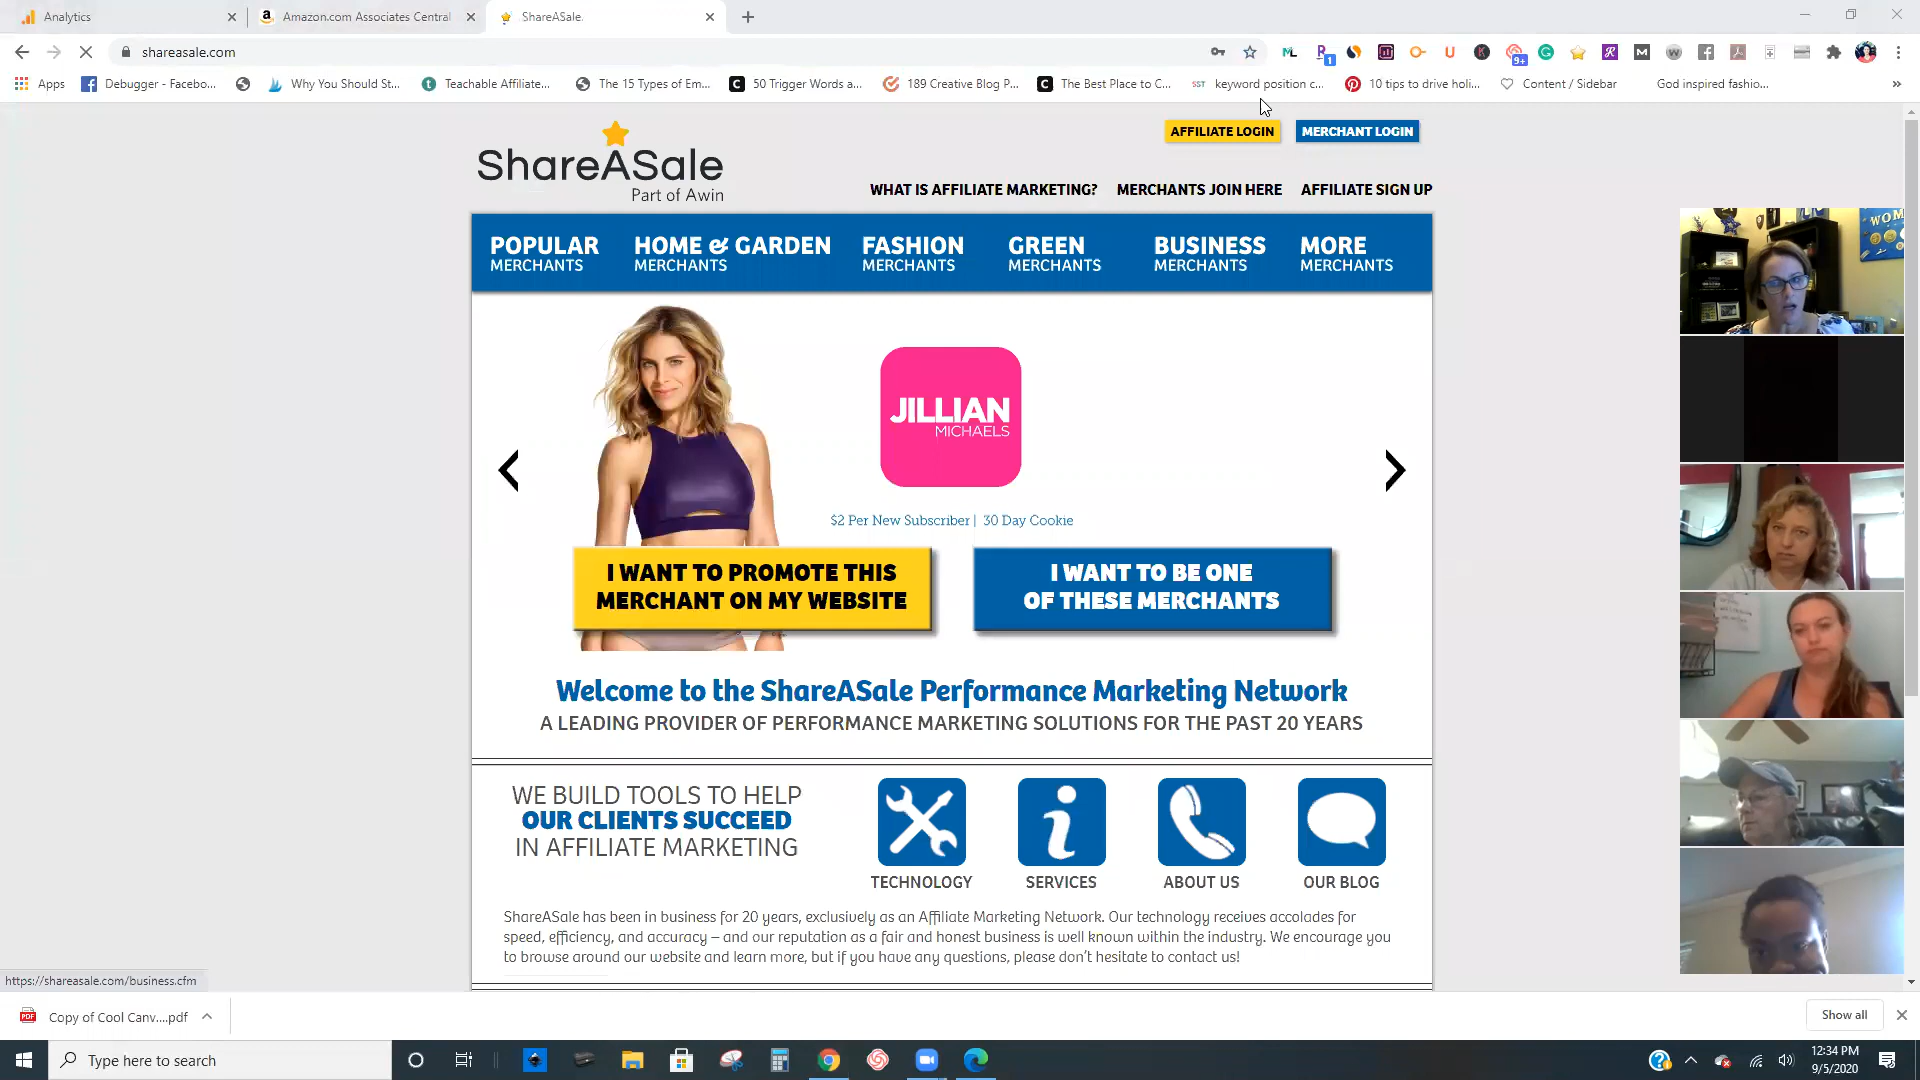 Analytics
Amazon.com Associates Central
ShareASale.
shareasale.com
1
9+
Apps
Debugger - Facebo...
Why You Should St...
Teachable Affiliate...
The 15 Types of Em...
50 Trigger Words a...
189 Creative Blog P...
The Best Place to C...
SST
keyword position c...
10 tips to drive holi...
Content / Sidebar
God inspired fashio...
»
ShareASale
Part of Awin
AFFILIATE LOGIN
MERCHANT LOGIN
WHAT IS AFFILIATE MARKETING?
MERCHANTS JOIN HERE
AFFILIATE SIGN UP
POPULAR
MERCHANTS
HOME & GARDEN
MERCHANTS
FASHION
MERCHANTS
GREEN
MERCHANTS
BUSINESS
MERCHANTS
MORE
MERCHANTS
JILLIAN
MICHAELS
$2 Per New Subscriber | 30 Day Cookie
I WANT TO PROMOTE THIS
MERCHANT ON MY WEBSITE
I WANT TO BE ONE
OF THESE MERCHANTS
Welcome to the ShareASale Performance Marketing Network
A LEADING PROVIDER OF PERFORMANCE MARKETING SOLUTIONS FOR THE PAST 20 YEARS
WE BUILD TOOLS TO HELP
OUR CLIENTS SUCCEED
IN AFFILIATE MARKETING
TECHNOLOGY
SERVICES
ABOUT US
OUR BLOG
ShareASale has been in business for 20 years, exclusively as an Affiliate Marketing Network. Our technology receives accolades for
speed, efficiency, and accuracy – and our reputation as a fair and honest business is well known within the industry. We encourage you
to browse around our website and learn more, but if you have any questions, please don't hesitate to contact us!
WOM
https://shareasale.com/business.cfm
PDF
Copy of Cool Canv....pdf
Show all
Type here to search
12:34 PM
9/5/2020